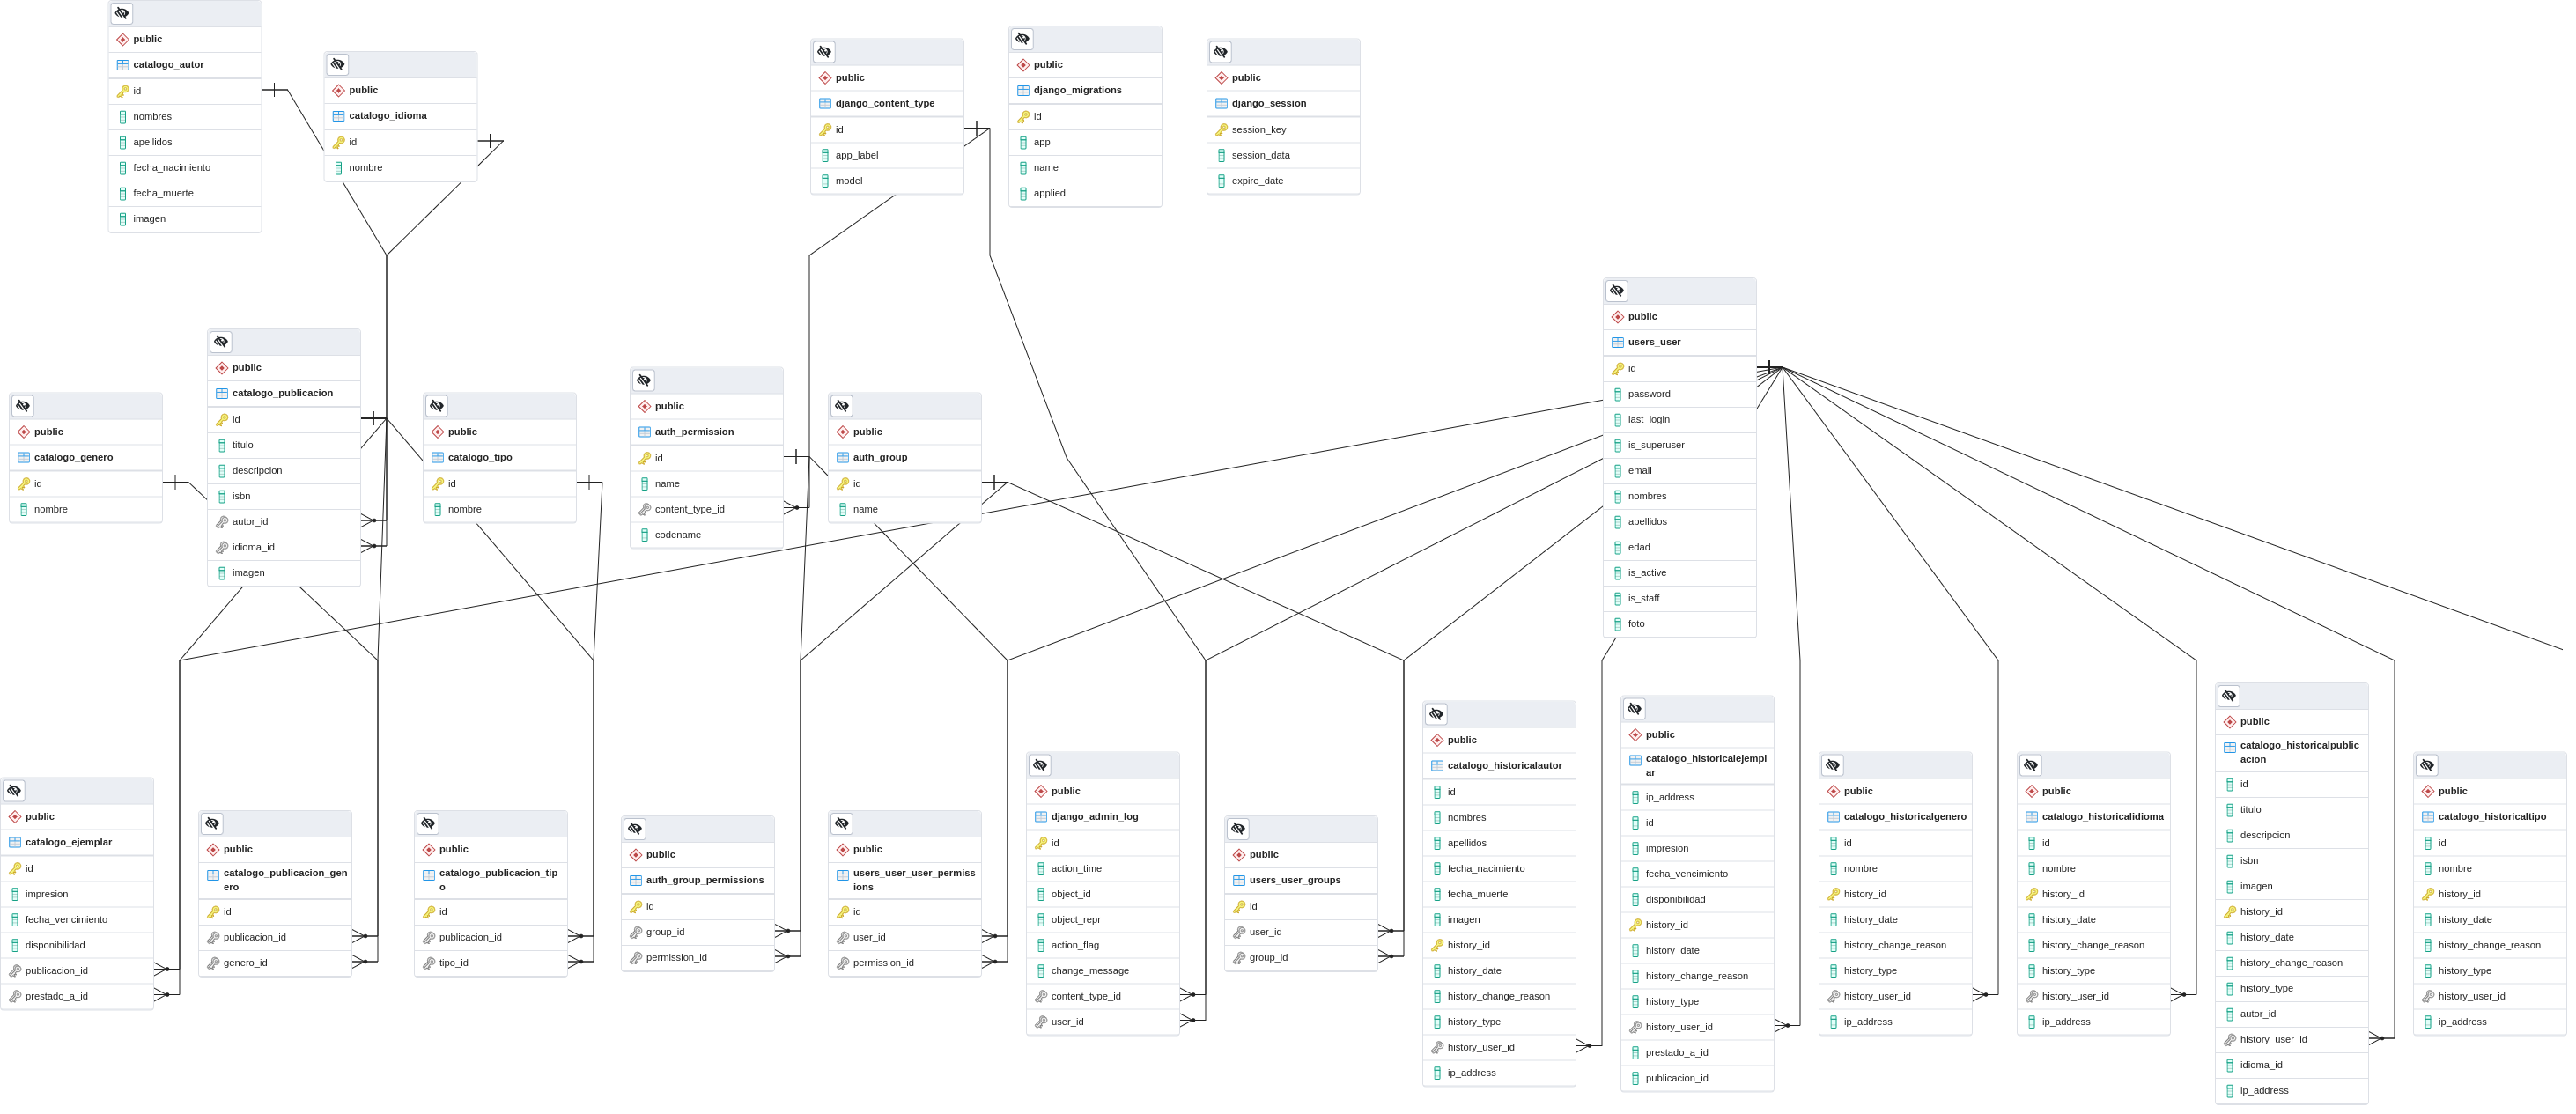 public
catalogo_autor
id
nombres
apellidos
fecha_nacimiento
fecha_muerte
imagen
public
catalogo_idioma
id
nombre
public
django_content_type
id
app_label
model
public
django_migrations
id
app
name
applied
public
django_session
session_key
session_data
expire_date
public
catalogo_genero
id
nombre
public
catalogo_publicacion
id
titulo
descripcion
isbn
autor_id
idioma_id
imagen
public
catalogo_tipo
id
nombre
public
auth_permission
id
name
content_type_id
codename
public
auth_group
id
name
public
users_user
id
password
last_login
is_superuser
email
nombres
apellidos
edad
is_active
is_staff
foto
public
catalogo_ejemplar
id
impresion
fecha_vencimiento
disponibilidad
publicacion_id
prestado_a_id
public
catalogo_publicacion_gen
ero
id
publicacion_id
genero_id
public
catalogo_publicacion_tip
o
id
publicacion_id
tipo_id
public
auth_group_permissions
id
group_id
permission_id
public
users_user_user_permiss
ions
id
user_id
permission_id
public
django_admin_log
id
action_time
object_id
object_repr
action_flag
change_message
content_type_id
user_id
public
users_user_groups
id
user_id
group_id
public
catalogo_historicalautor
id
nombres
apellidos
fecha_nacimiento
fecha_muerte
imagen
history_id
history_date
history_change_reason
history_type
history_user_id
ip_address
public
catalogo_historicalejempl
ar
ip_address
id
impresion
fecha_vencimiento
disponibilidad
history_id
history_date
history_change_reason
history_type
history_user_id
prestado_a_id
publicacion_id
public
catalogo_historicalgenero
id
nombre
history_id
history_date
history_change_reason
history_type
history_user_id
ip_address
public
catalogo_historicalidioma
id
nombre
history_id
history_date
history_change_reason
history_type
history_user_id
ip_address
public
catalogo_historicalpublic
acion
id
titulo
descripcion
isbn
imagen
history_id
history_date
history_change_reason
history_type
autor_id
history_user_id
idioma_id
ip_address
public
catalogo_historicaltipo
id
nombre
history_id
history_date
history_change_reason
history_type
history_user_id
ip_address